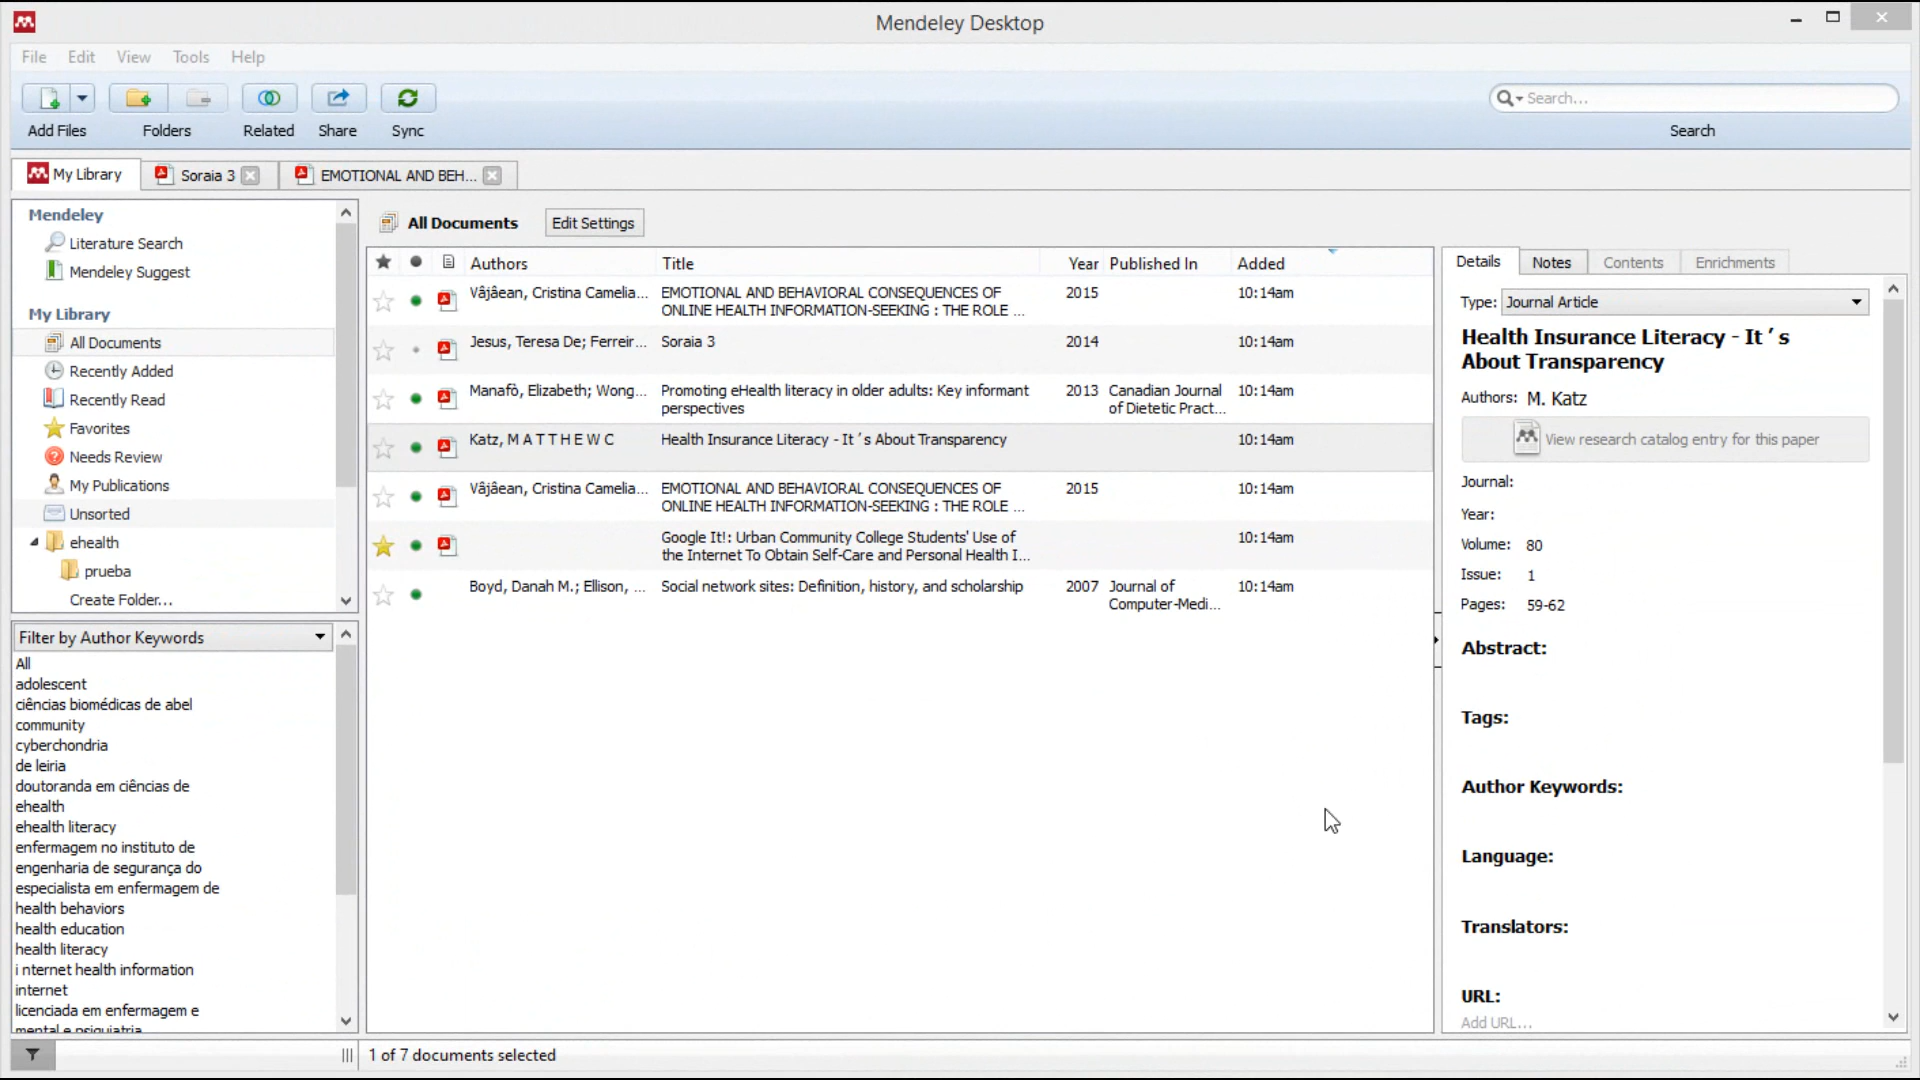 Mendeley Desktop
File Edit View Tools Help
Add Files Folders Related Share Sync
Search...
Search
My Library Soraia 3 EMOTIONAL AND BEH...
Mendeley
Literature Search
Mendeley Suggest
My Library
All Documents
Recently Added
Recently Read
Favorites
Needs Review
My Publications
Unsorted
ehealth
prueba
Create Folder...
Filter by Author Keywords
All
adolescent
ciências biomédicas de abel
community
cyberchondria
de leiria
doutoranda em ciências de
ehealth
ehealth literacy
enfermagem no instituto de
engenharia de segurança do
especialista em enfermagem de
health behaviors
health education
health literacy
i nternet health information
internet
licenciada em enfermagem e
mental e psiquiatria
All Documents Edit Settings
Authors Title Year Published In Added
Vâjâean, Cristina Camelia... EMOTIONAL AND BEHAVIORAL CONSEQUENCES OF 2015 10:14am
ONLINE HEALTH INFORMATION-SEEKING : THE ROLE ...
Jesus, Teresa De; Ferreir... Soraia 3 2014 10:14am
Manafò, Elizabeth; Wong... Promoting eHealth literacy in older adults: Key informant 2013 Canadian Journal 10:14am
perspectives of Dietetic Pract...
Katz, M A T T H E W C Health Insurance Literacy - It ´ s About Transparency 10:14am
Vâjâean, Cristina Camelia... EMOTIONAL AND BEHAVIORAL CONSEQUENCES OF 2015 10:14am
ONLINE HEALTH INFORMATION-SEEKING : THE ROLE ...
Google It!: Urban Community College Students' Use of 10:14am
the Internet To Obtain Self-Care and Personal Health I...
Boyd, Danah M.; Ellison, ... Social network sites: Definition, history, and scholarship 2007 Journal of 10:14am
Computer-Medi...
Details Notes Contents Enrichments
Type: Journal Article
Health Insurance Literacy - It ´ s
About Transparency
Authors: M. Katz
View research catalog entry for this paper
Journal:
Year:
Volume: 80
Issue: 1
Pages: 59-62
Abstract:
Tags:
Author Keywords:
Language:
Translators:
URL:
Add URL...
1 of 7 documents selected